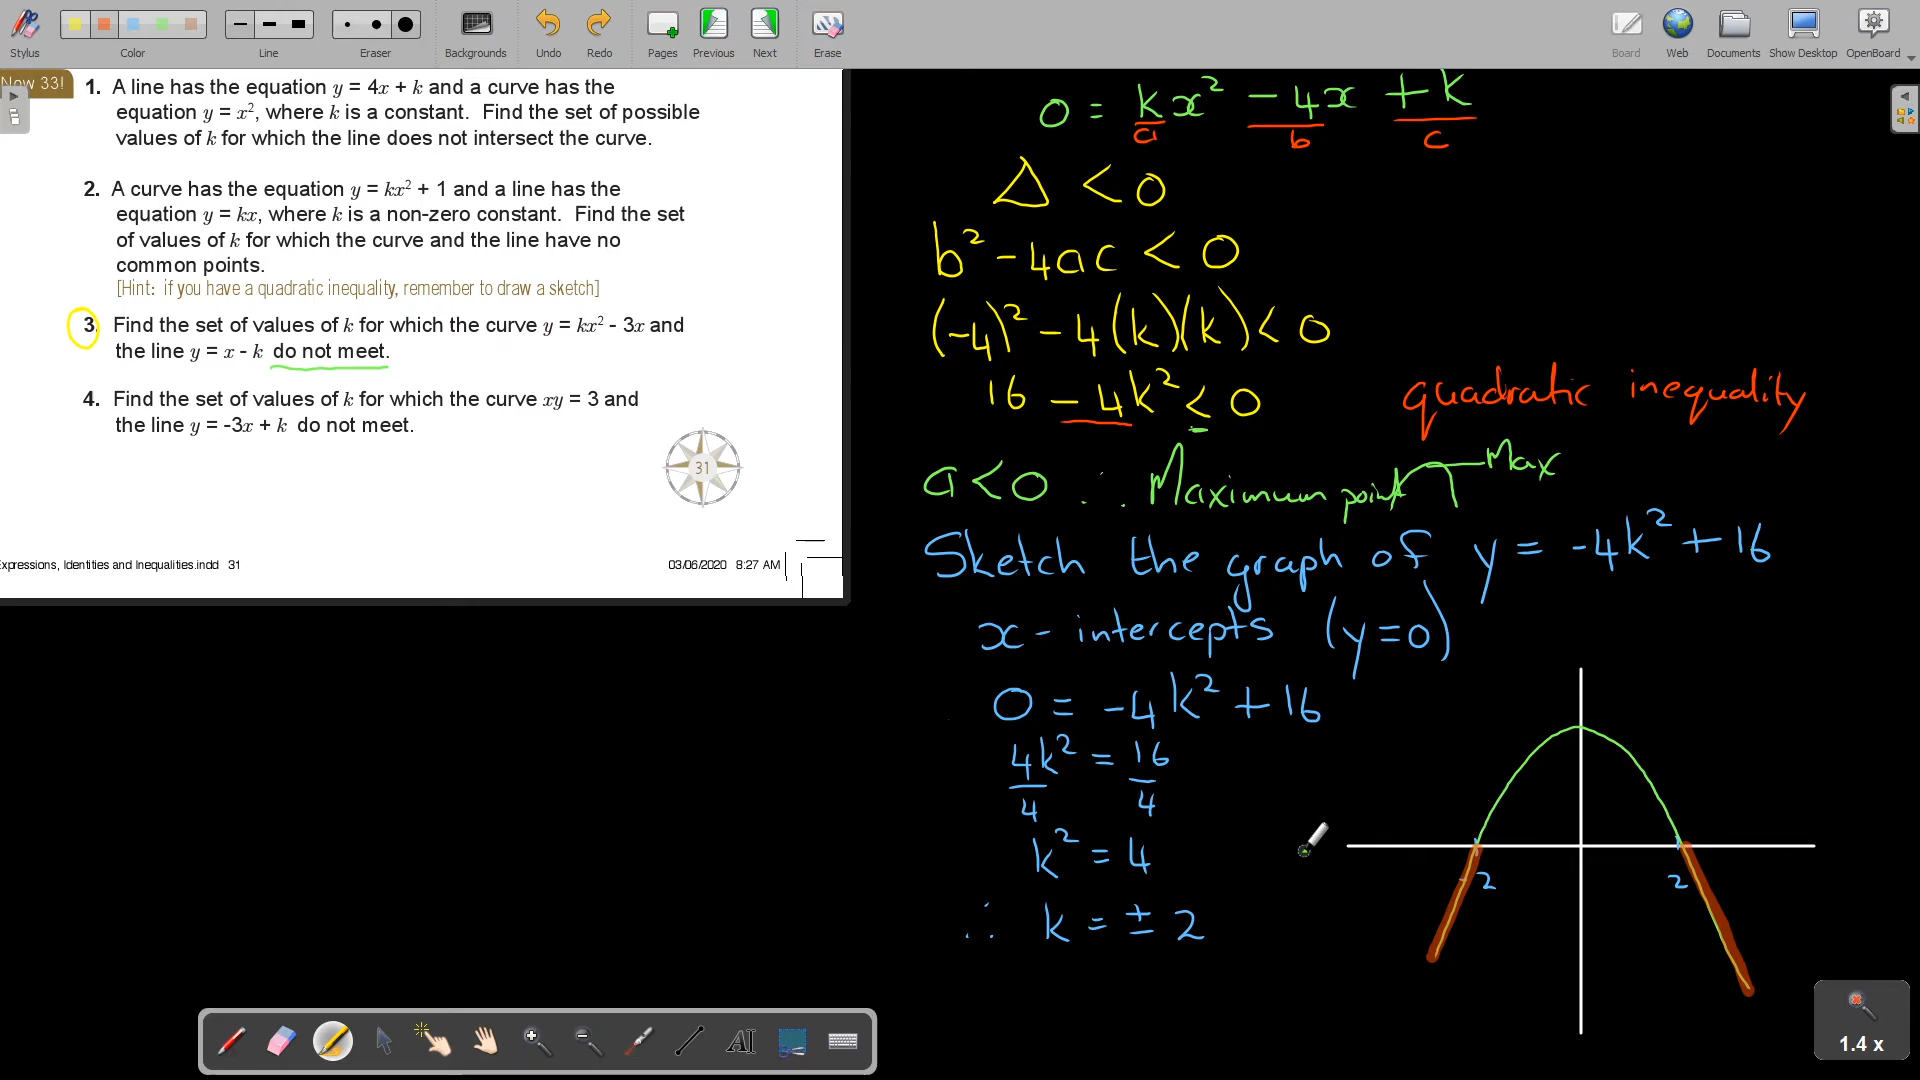 Stylus
Color
Line
Eraser
Backgrounds
Undo
Redo
Pages
Previous
Next
Erase
Board
Web
Documents
Show Desktop
OpenBoard
Now 33!
1. A line has the equation y = 4x + k and a curve has the
equation y = x², where k is a constant. Find the set of possible
values of k for which the line does not intersect the curve.
2. A curve has the equation y = kx² + 1 and a line has the
equation y = kx, where k is a non-zero constant. Find the set
of values of k for which the curve and the line have no
common points.
[Hint: if you have a quadratic inequality, remember to draw a sketch]
3. Find the set of values of k for which the curve y = kx² - 3x and
the line y = x - k do not meet.
4. Find the set of values of k for which the curve xy = 3 and
the line y = -3x + k do not meet.
31
Expressions, Identities and Inequalities.indd 31
03/06/2020 8:27 AM
0 = kx² - 4x + k
a b c
Δ < 0
b² - 4ac < 0
(-4)² - 4(k)(k) < 0
16 - 4k² < 0
quadratic inequality
a < 0 ∴ Maximum point
Max
Sketch the graph of y = -4k² + 16
x - intercepts (y = 0)
0 = -4k² + 16
4k²/4 = 16/4
k² = 4
∴ k = ± 2
-2
2
1.4 x